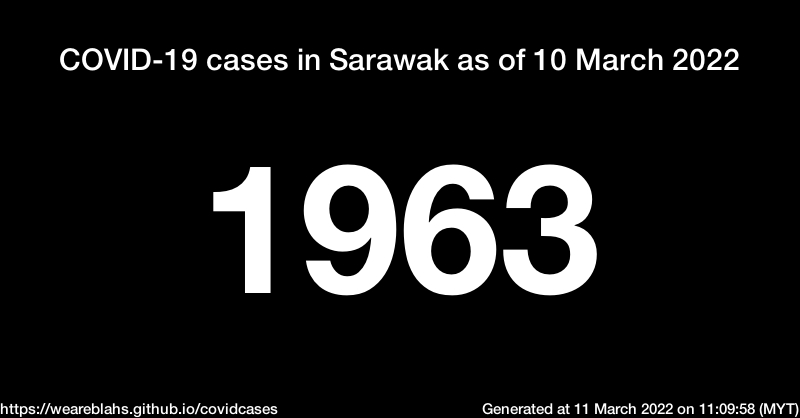 COVID-19 cases in Sarawak as of 10 March 2022
1963
https://weareblahs.github.io/covidcases
Generated at 11 March 2022 on 11:09:58 (MYT)